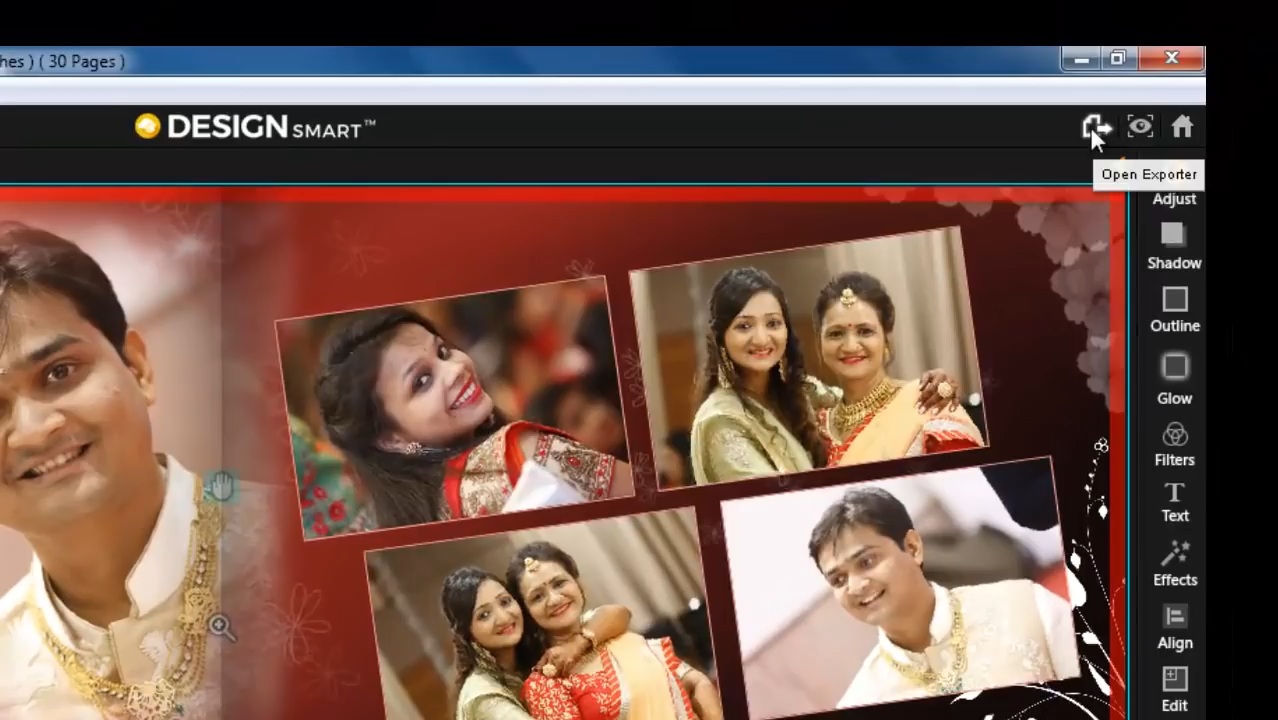 hes ) ( 30 Pages )
DESIGN SMART™
Open Exporter
Adjust
Shadow
Outline
Glow
Filters
Text
Effects
Align
Edit